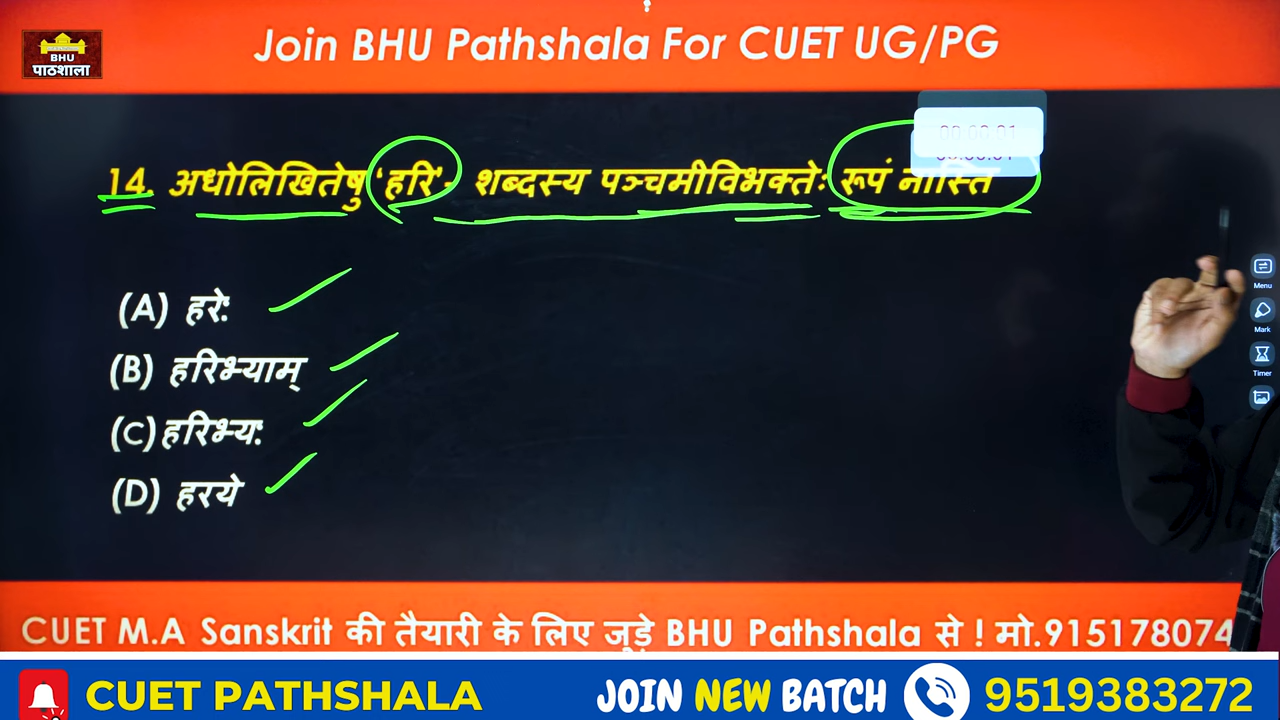 Join BHU Pathshala For CUET UG/PG
BHU
पाठशाला
14. अधोलिखितेषु 'हरि'- शब्दस्य पञ्चमीविभक्तेः रूपं नास्ति
(A) हरेः
(B) हरिभ्याम्
(C) हरिभ्यः
(D) हरये
Menu
Mark
Timer
CUET M.A Sanskrit की तैयारी के लिए जुड़े BHU Pathshala से ! मो.915178074
CUET PATHSHALA
JOIN NEW BATCH
9519383272